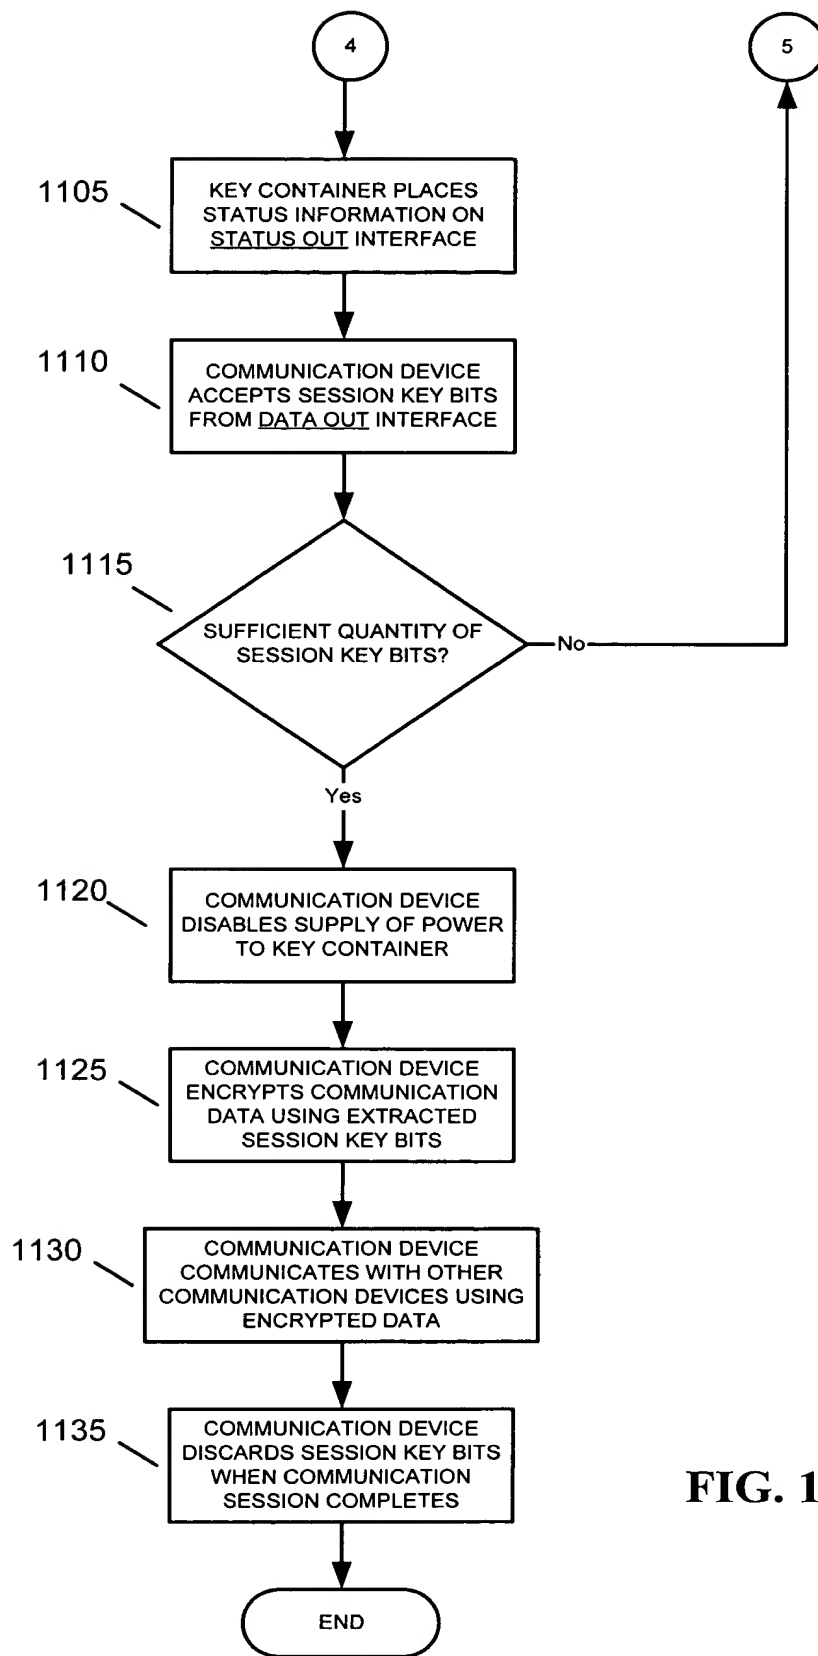 4
5
1105
KEY CONTAINER PLACES
STATUS INFORMATION ON
STATUS OUT INTERFACE
1110
COMMUNICATION DEVICE
ACCEPTS SESSION KEY BITS
FROM DATA OUT INTERFACE
1115
SUFFICIENT QUANTITY OF
SESSION KEY BITS?
No
Yes
1120
COMMUNICATION DEVICE
DISABLES SUPPLY OF POWER
TO KEY CONTAINER
1125
COMMUNICATION DEVICE
ENCRYPTS COMMUNICATION
DATA USING EXTRACTED
SESSION KEY BITS
1130
COMMUNICATION DEVICE
COMMUNICATES WITH OTHER
COMMUNICATION DEVICES USING
ENCRYPTED DATA
1135
COMMUNICATION DEVICE
DISCARDS SESSION KEY BITS
WHEN COMMUNICATION
SESSION COMPLETES
FIG. 1
END